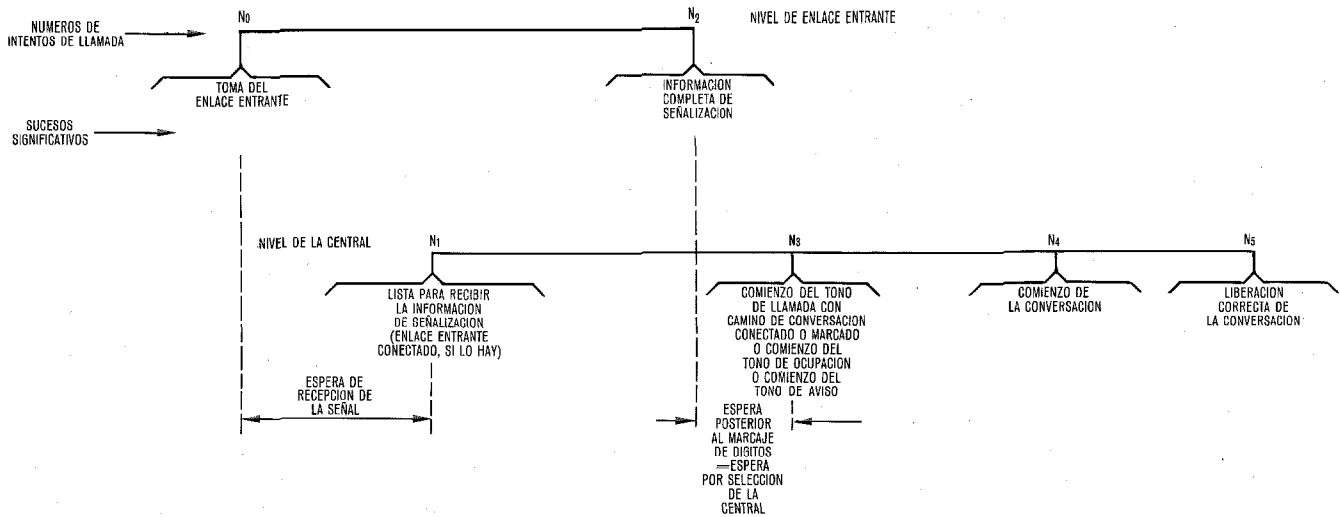 N0
N2
NIVEL DE ENLACE ENTRANTE
NUMEROS DE
INTENTOS DE LLAMADA
TOMA DEL
ENLACE ENTRANTE
INFORMACION
COMPLETA DE
SEÑALIZACION
SUCESOS
SIGNIFICATIVOS
NIVEL DE LA CENTRAL
N1
N3
N4
N5
LISTA PARA RECIBIR
LA INFORMACION
DE SEÑALIZACION
(ENLACE ENTRANTE
CONECTADO, SI LO HAY)
COMIENZO DEL TONO
DE LLAMADA CON
CAMINO DE CONVERSACION
CONECTADO O MARCADO
O COMIENZO DEL
TONO DE OCUPACION
O COMIENZO DEL
TONO DE AVISO
COMIENZO DE
LA CONVERSACION
LIBERACION
CORRECTA DE
LA CONVERSACION
ESPERA DE
RECEPCION DE
LA SEÑAL
ESPERA
POSTERIOR
AL MARCAJE
DE DIGITOS
=ESPERA
POR SELECCION
DE LA
CENTRAL